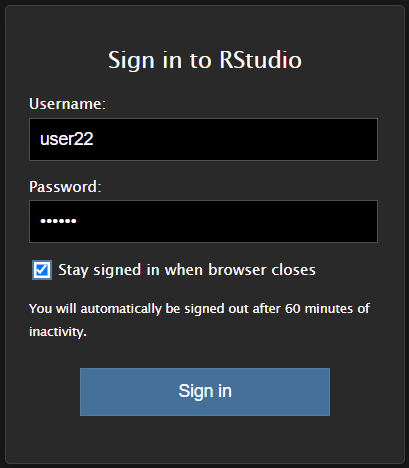 Sign in to RStudio
Username:
user22
Password:
••••••
Stay signed in when browser closes
You will automatically be signed out after 60 minutes of
inactivity.
Sign in